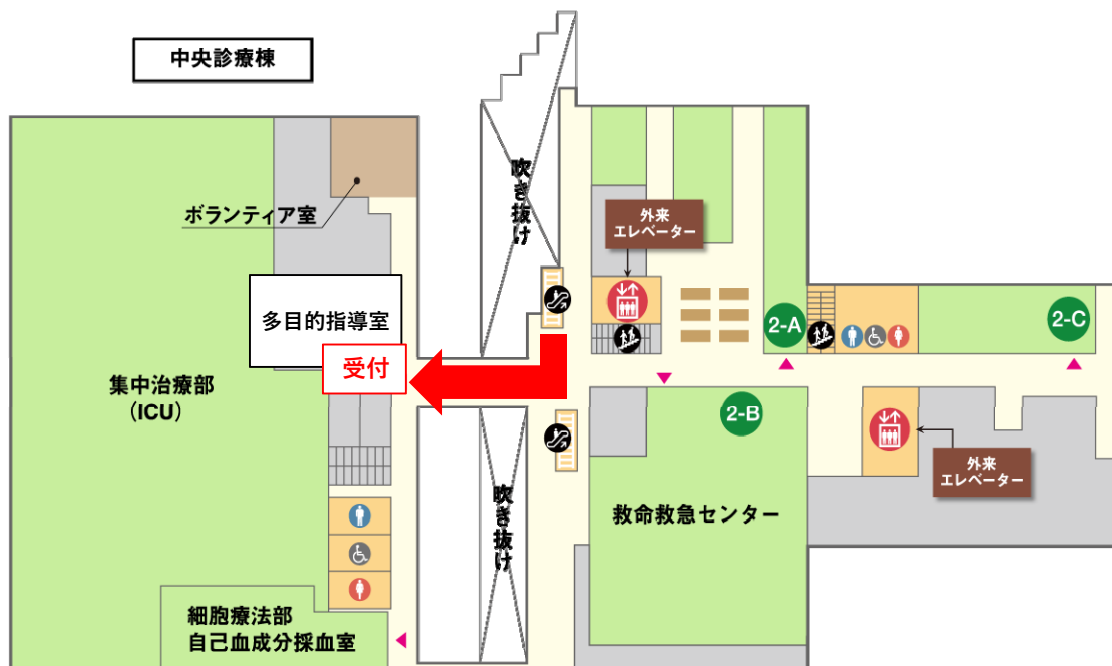 中央診療棟
吹き抜け
ボランティア室
外来
エレベーター
多目的指導室
受付
2-A
2-C
集中治療部
（ICU）
2-B
外来
エレベーター
吹き抜け
救命救急センター
細胞療法部
自己血成分採血室